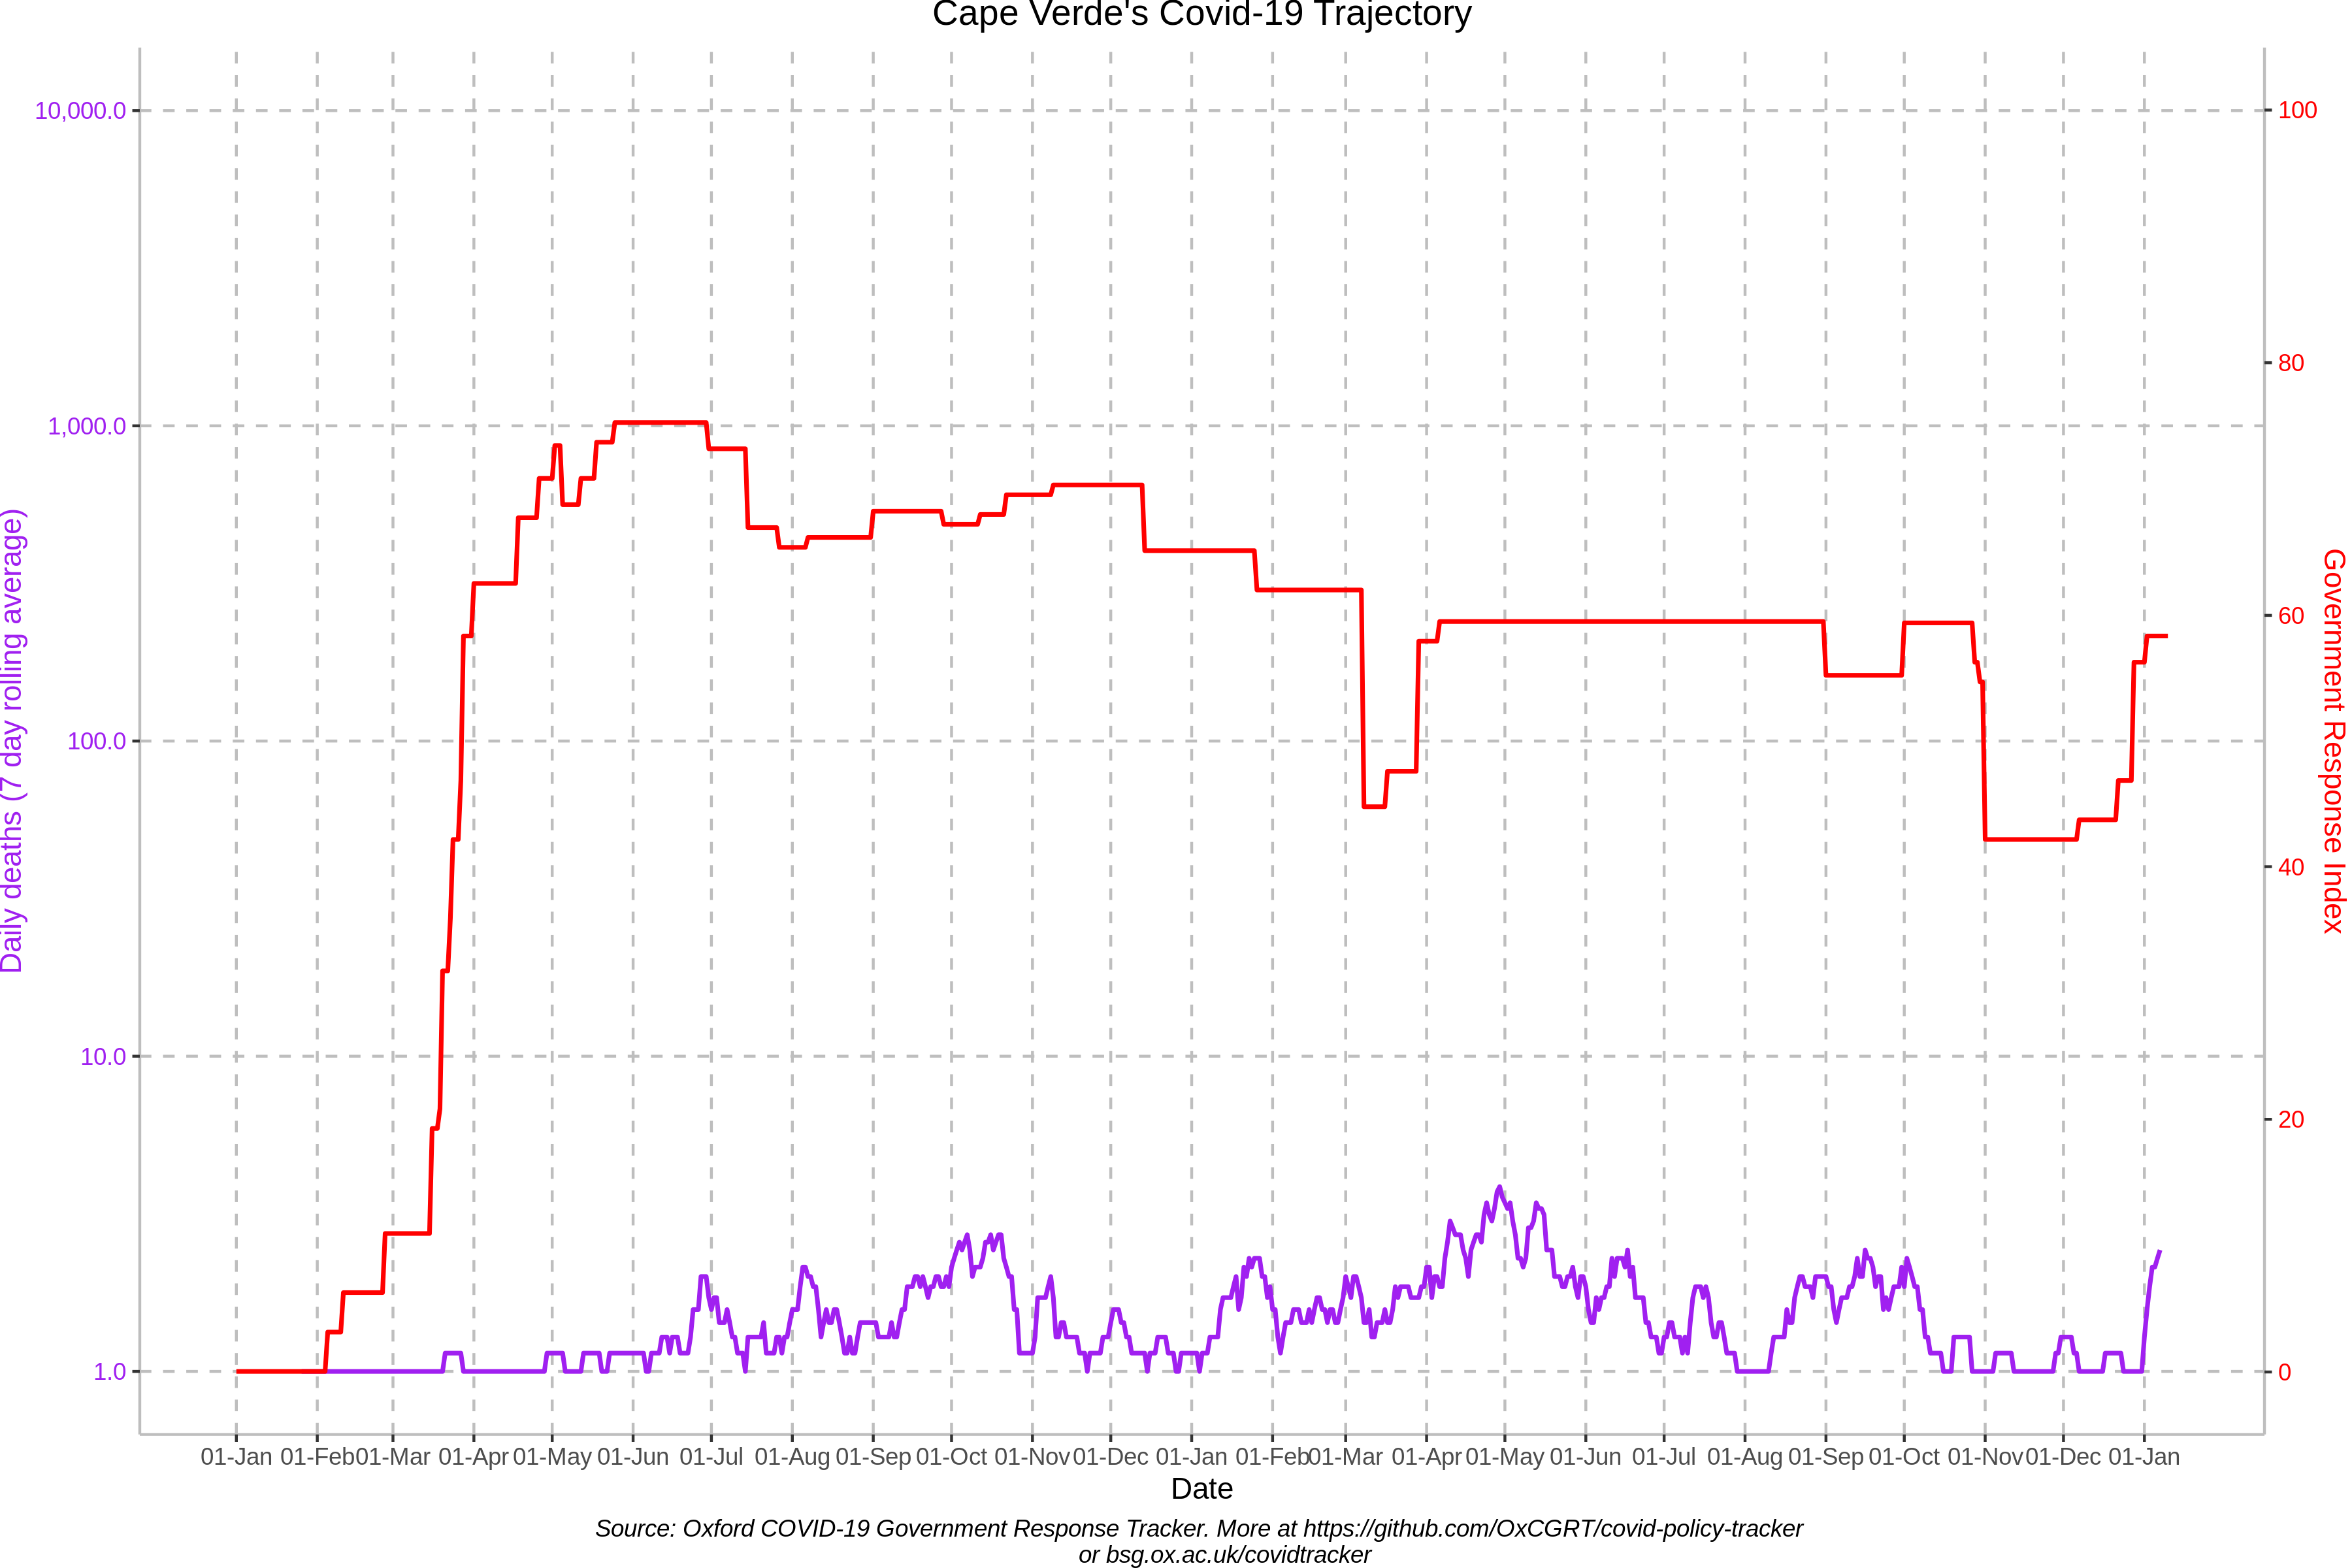 Cape Verde's Covid-19 Trajectory
10,000.0
1,000.0
100.0
10.0
1.0
Daily deaths (7 day rolling average)
100
80
60
40
20
0
Government Response Index
01-Jan 01-Feb 01-Mar 01-Apr 01-May 01-Jun 01-Jul 01-Aug 01-Sep 01-Oct 01-Nov 01-Dec 01-Jan 01-Feb 01-Mar 01-Apr 01-May 01-Jun 01-Jul 01-Aug 01-Sep 01-Oct 01-Nov 01-Dec 01-Jan
Date
Source: Oxford COVID-19 Government Response Tracker. More at https://github.com/OxCGRT/covid-policy-tracker
or bsg.ox.ac.uk/covidtracker